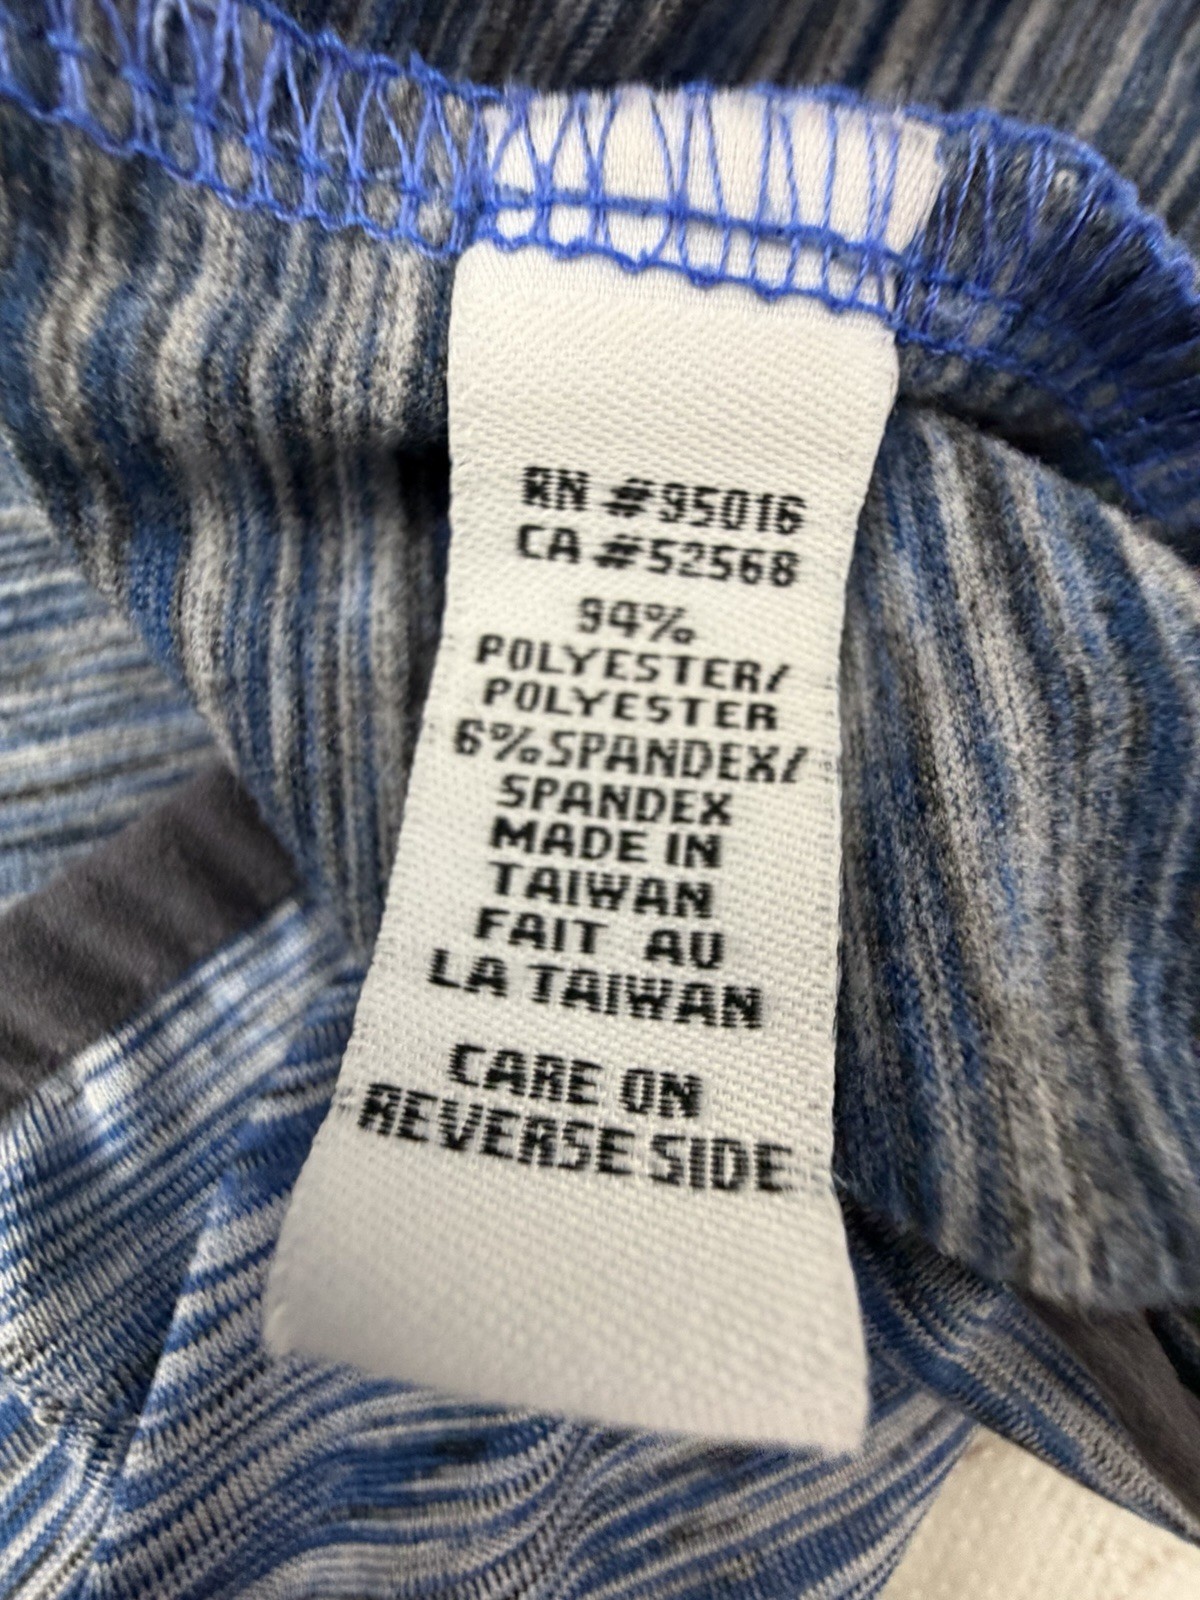 RN #95016
CA #52568
94%
POLYESTER/
POLYESTER
6%SPANDEX/
SPANDEX
MADE IN
TAIWAN
FAIT AU
LA TAIWAN
CARE ON
REVERSE SIDE